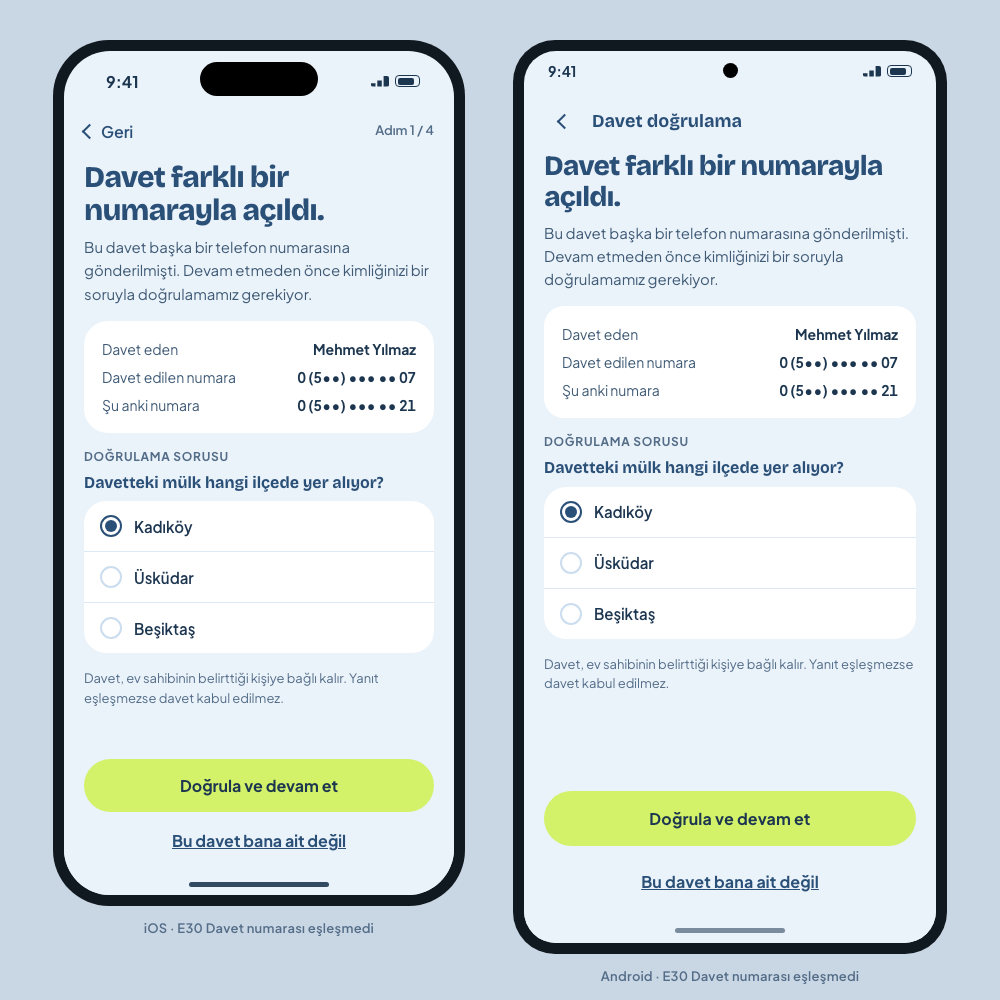 9:41
Geri
Adım 1 / 4
Davet farklı bir
numarayla açıldı.
Bu davet başka bir telefon numarasına
gönderilmişti. Devam etmeden önce kimliğinizi bir
soruyla doğrulamamız gerekiyor.
Davet eden Mehmet Yılmaz
Davet edilen numara 0 (5••) ••• •• 07
Şu anki numara 0 (5••) ••• •• 21
DOĞRULAMA SORUSU
Davetteki mülk hangi ilçede yer alıyor?
Kadıköy
Üsküdar
Beşiktaş
Davet, ev sahibinin belirttiği kişiye bağlı kalır. Yanıt
eşleşmezse davet kabul edilmez.
Doğrula ve devam et
Bu davet bana ait değil
iOS · E30 Davet numarası eşleşmedi
9:41
Davet doğrulama
Davet farklı bir numarayla
açıldı.
Bu davet başka bir telefon numarasına gönderilmişti.
Devam etmeden önce kimliğinizi bir soruyla
doğrulamamız gerekiyor.
Davet eden Mehmet Yılmaz
Davet edilen numara 0 (5••) ••• •• 07
Şu anki numara 0 (5••) ••• •• 21
DOĞRULAMA SORUSU
Davetteki mülk hangi ilçede yer alıyor?
Kadıköy
Üsküdar
Beşiktaş
Davet, ev sahibinin belirttiği kişiye bağlı kalır. Yanıt eşleşmezse
davet kabul edilmez.
Doğrula ve devam et
Bu davet bana ait değil
Android · E30 Davet numarası eşleşmedi